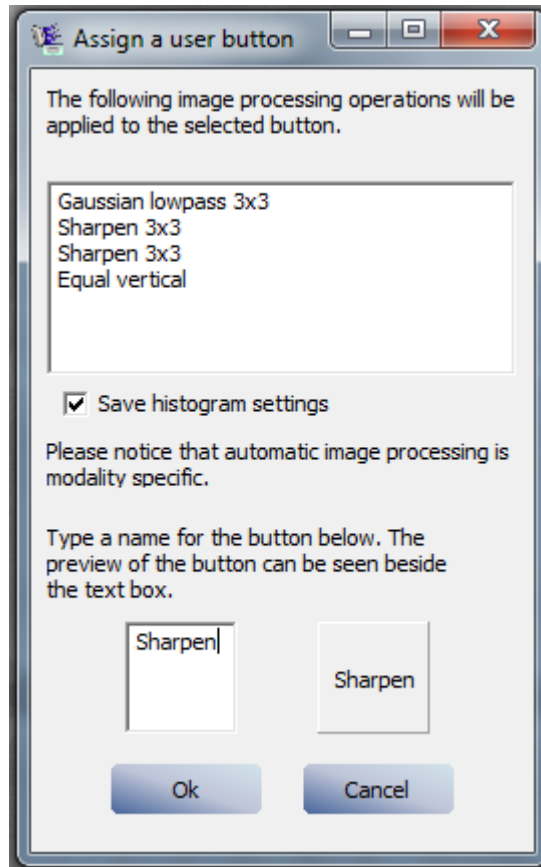 Assign a user button
The following image processing operations will be
applied to the selected button.
Gaussian lowpass 3x3
Sharpen 3x3
Sharpen 3x3
Equal vertical
Save histogram settings
Please notice that automatic image processing is
modality specific.
Type a name for the button below. The
preview of the button can be seen beside
the text box.
Sharpen
Sharpen
Ok
Cancel